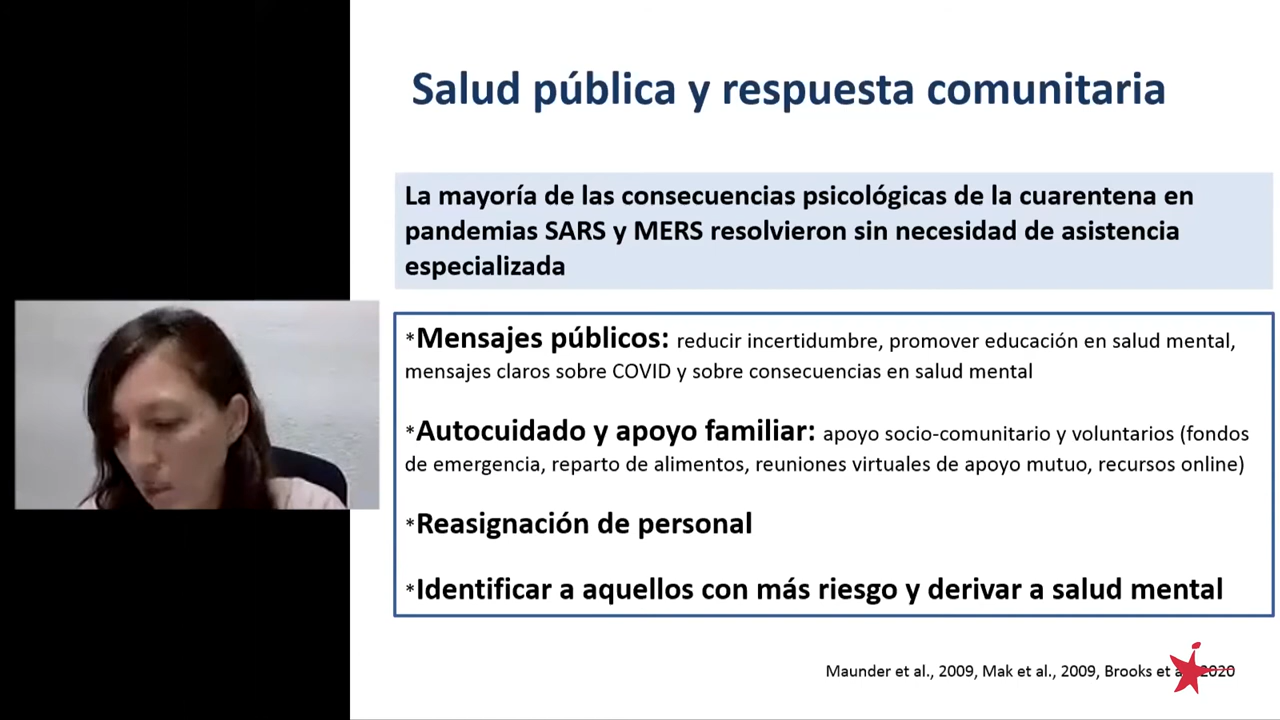 Salud pública y respuesta comunitaria
La mayoría de las consecuencias psicológicas de la cuarentena en
pandemias SARS y MERS resolvieron sin necesidad de asistencia
especializada
*Mensajes públicos: reducir incertidumbre, promover educación en salud mental,
mensajes claros sobre COVID y sobre consecuencias en salud mental
*Autocuidado y apoyo familiar: apoyo socio-comunitario y voluntarios (fondos
de emergencia, reparto de alimentos, reuniones virtuales de apoyo mutuo, recursos online)
*Reasignación de personal
*Identificar a aquellos con más riesgo y derivar a salud mental
Maunder et al., 2009, Mak et al., 2009, Brooks et 2020